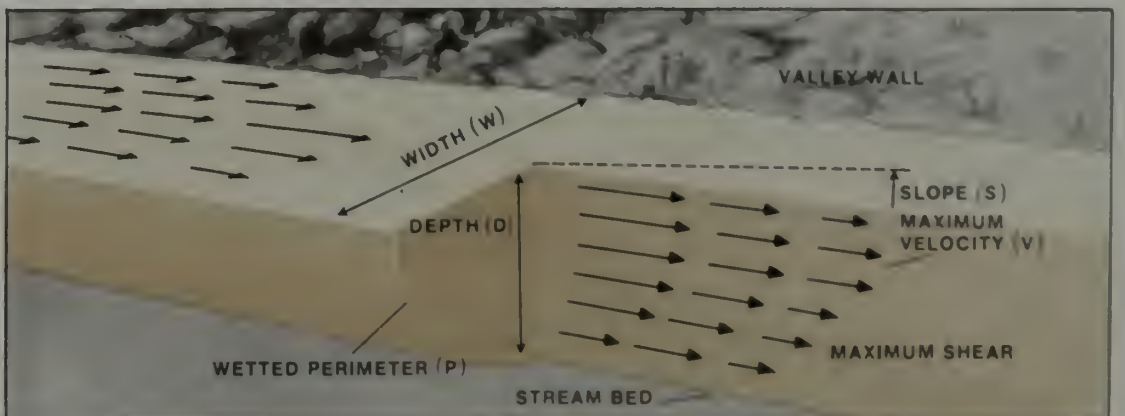 VALLEY WALL
WIDTH (W)
SLOPE (S)
DEPTH (D)
MAXIMUM
VELOCITY (V)
WETTED PERIMETER (P)
MAXIMUM SHEAR
STREAM BED